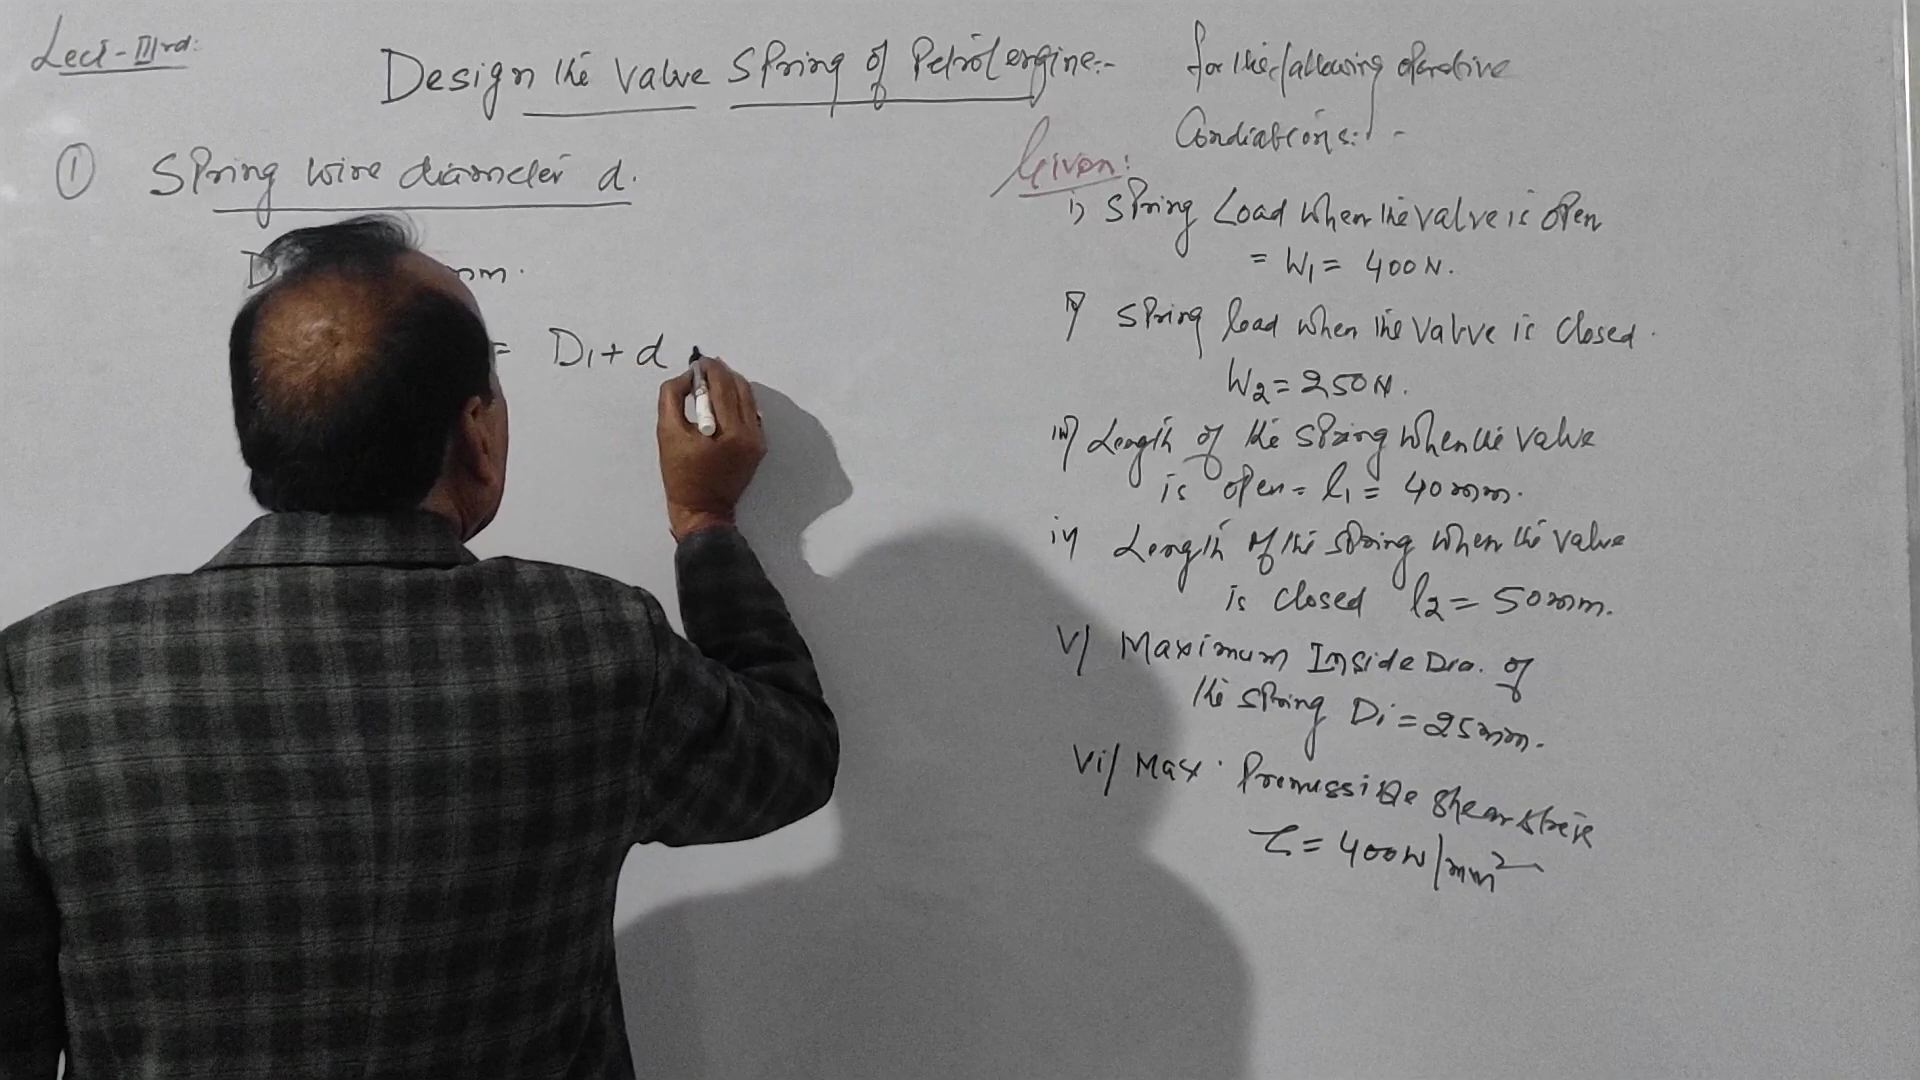 Lect-IIIrd:
Design the Valve Spring of Petrol engine:-
for the following operative
Condiations: -
① Spring wire diameter d.
D mm.
= D1 + d
Given:
i) Spring Load when the valve is open
= W1 = 400N.
ii) Spring load when the valve is closed.
W2 = 250N.
iii) Length of the spring when the valve
is open = l1 = 40mm.
iv) Length of the spring when the valve
is closed l2 = 50mm.
V) Maximum Inside Dia. of
the spring Di = 25mm.
Vi) Max. Premissible Shear stress
τ = 400N/mm²